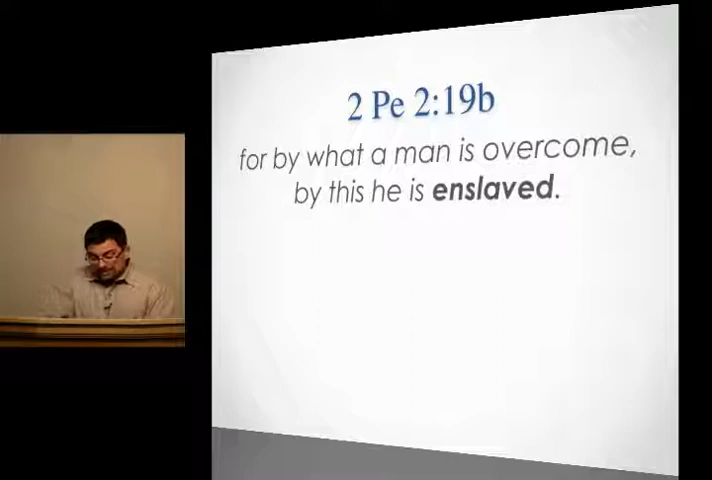 2 Pe 2:19b
for by what a man is overcome,
by this he is enslaved.